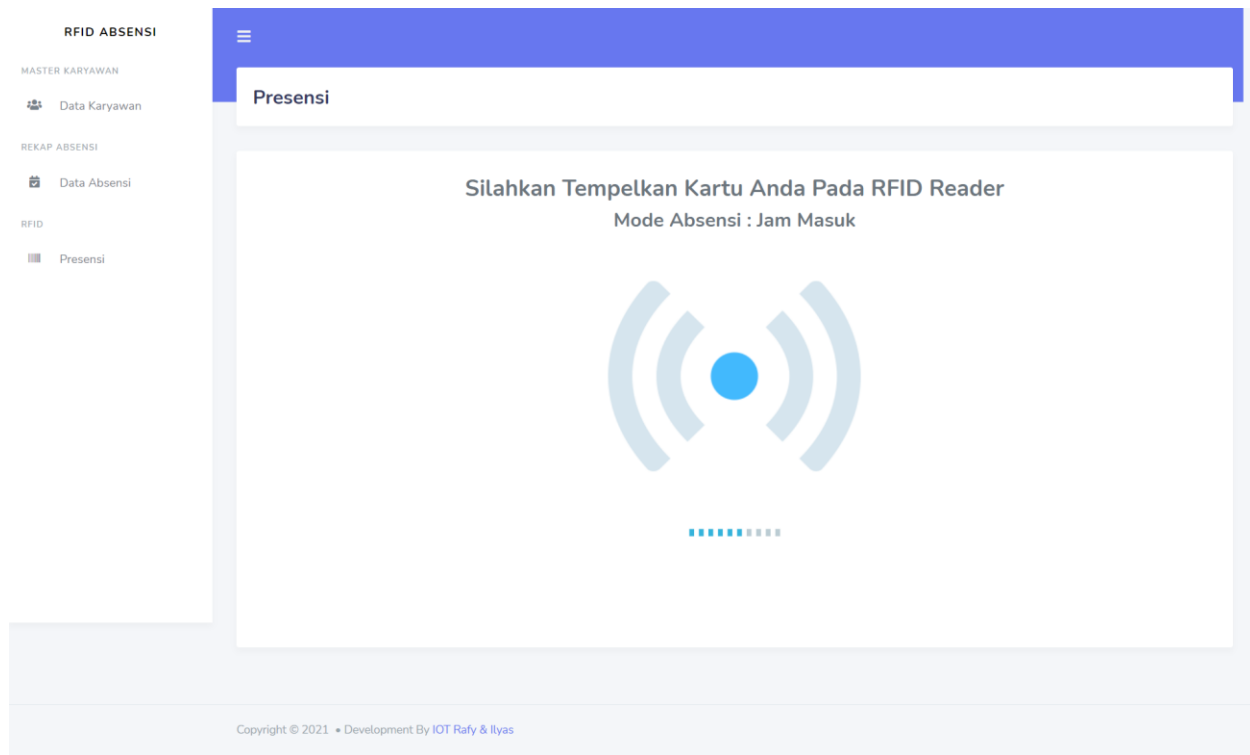 RFID ABSENSI
MASTER KARYAWAN
Data Karyawan
REKAP ABSENSI
Data Absensi
RFID
Presensi
Presensi
Silahkan Tempelkan Kartu Anda Pada RFID Reader
Mode Absensi : Jam Masuk
Copyright © 2021 • Development By IOT Rafy & Ilyas